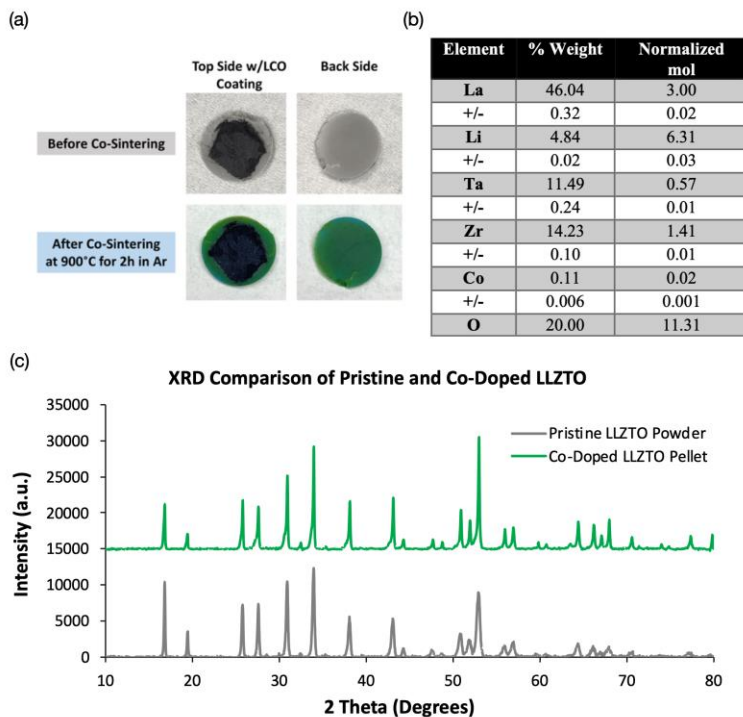 (a)
Top Side w/LCO
Coating
Back Side
Before Co-Sintering
After Co-Sintering
at 900°C for 2h in Ar
(b)
Element % Weight Normalized
mol
La 46.04 3.00
+/- 0.32 0.02
Li 4.84 6.31
+/- 0.02 0.03
Ta 11.49 0.57
+/- 0.24 0.01
Zr 14.23 1.41
+/- 0.10 0.01
Co 0.11 0.02
+/- 0.006 0.001
O 20.00 11.31
(c)
XRD Comparison of Pristine and Co-Doped LLZTO
35000
30000
25000
20000
15000
10000
5000
0
Intensity (a.u.)
Pristine LLZTO Powder
Co-Doped LLZTO Pellet
10 20 30 40 50 60 70 80
2 Theta (Degrees)